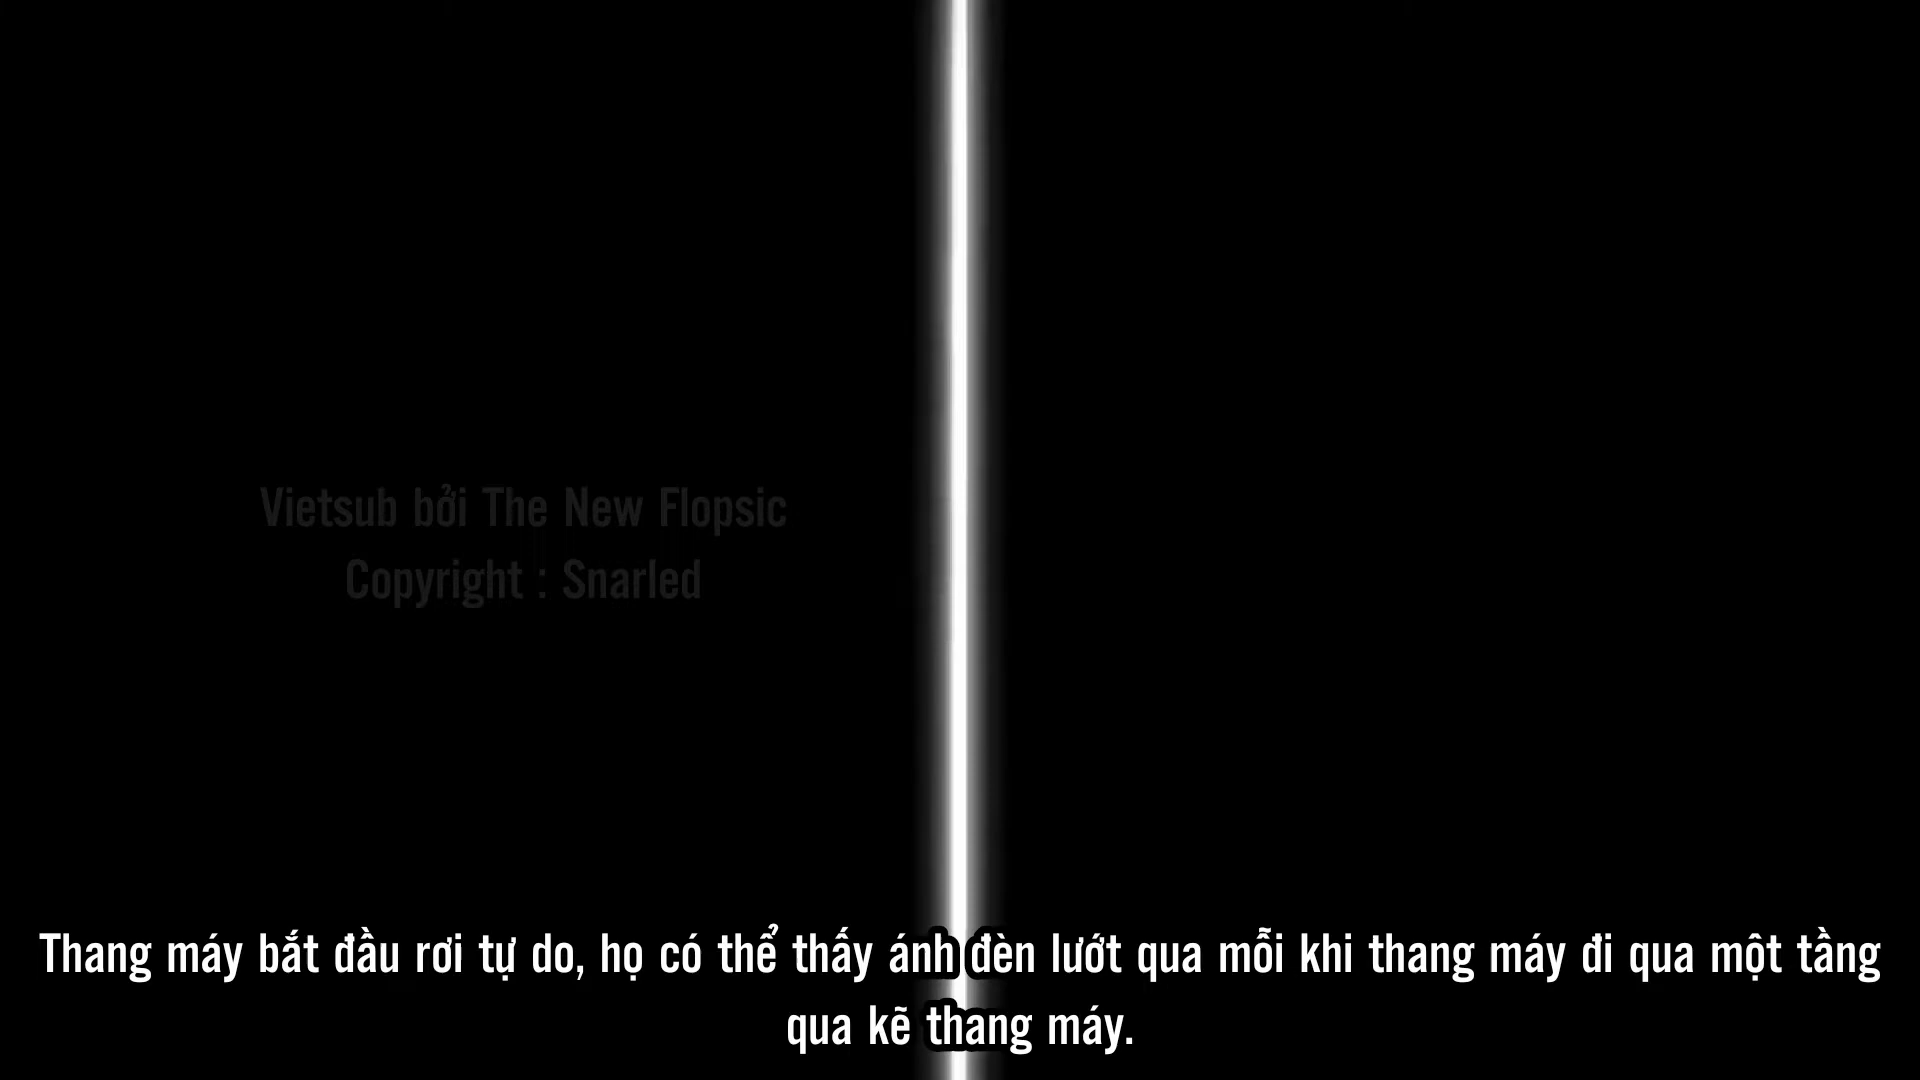 Vietsub bởi The New Flopsic
Copyright : Snarled
Thang máy bắt đầu rơi tự do, họ có thể thấy ánh đèn lướt qua mỗi khi thang máy đi qua một tầng
qua kẽ thang máy.